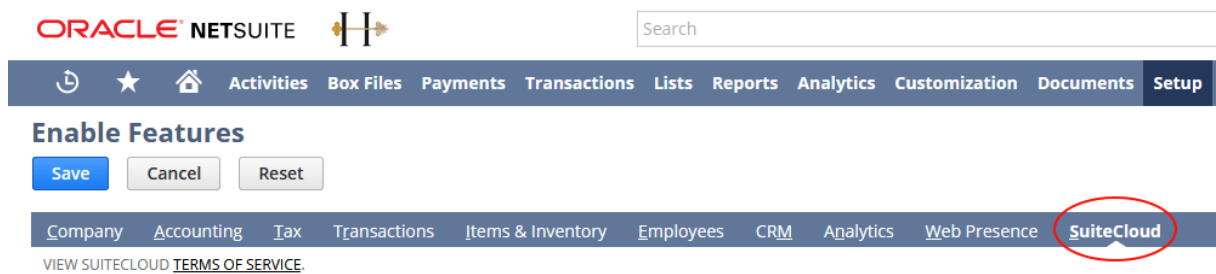 ORACLE NETSUITE H Search
Activities Box Files Payments Transactions Lists Reports Analytics Customization Documents Setup
Enable Features
Save Cancel Reset
Company Accounting Tax Transactions Items & Inventory Employees CRM Analytics Web Presence SuiteCloud
VIEW SUITECLOUD TERMS OF SERVICE.